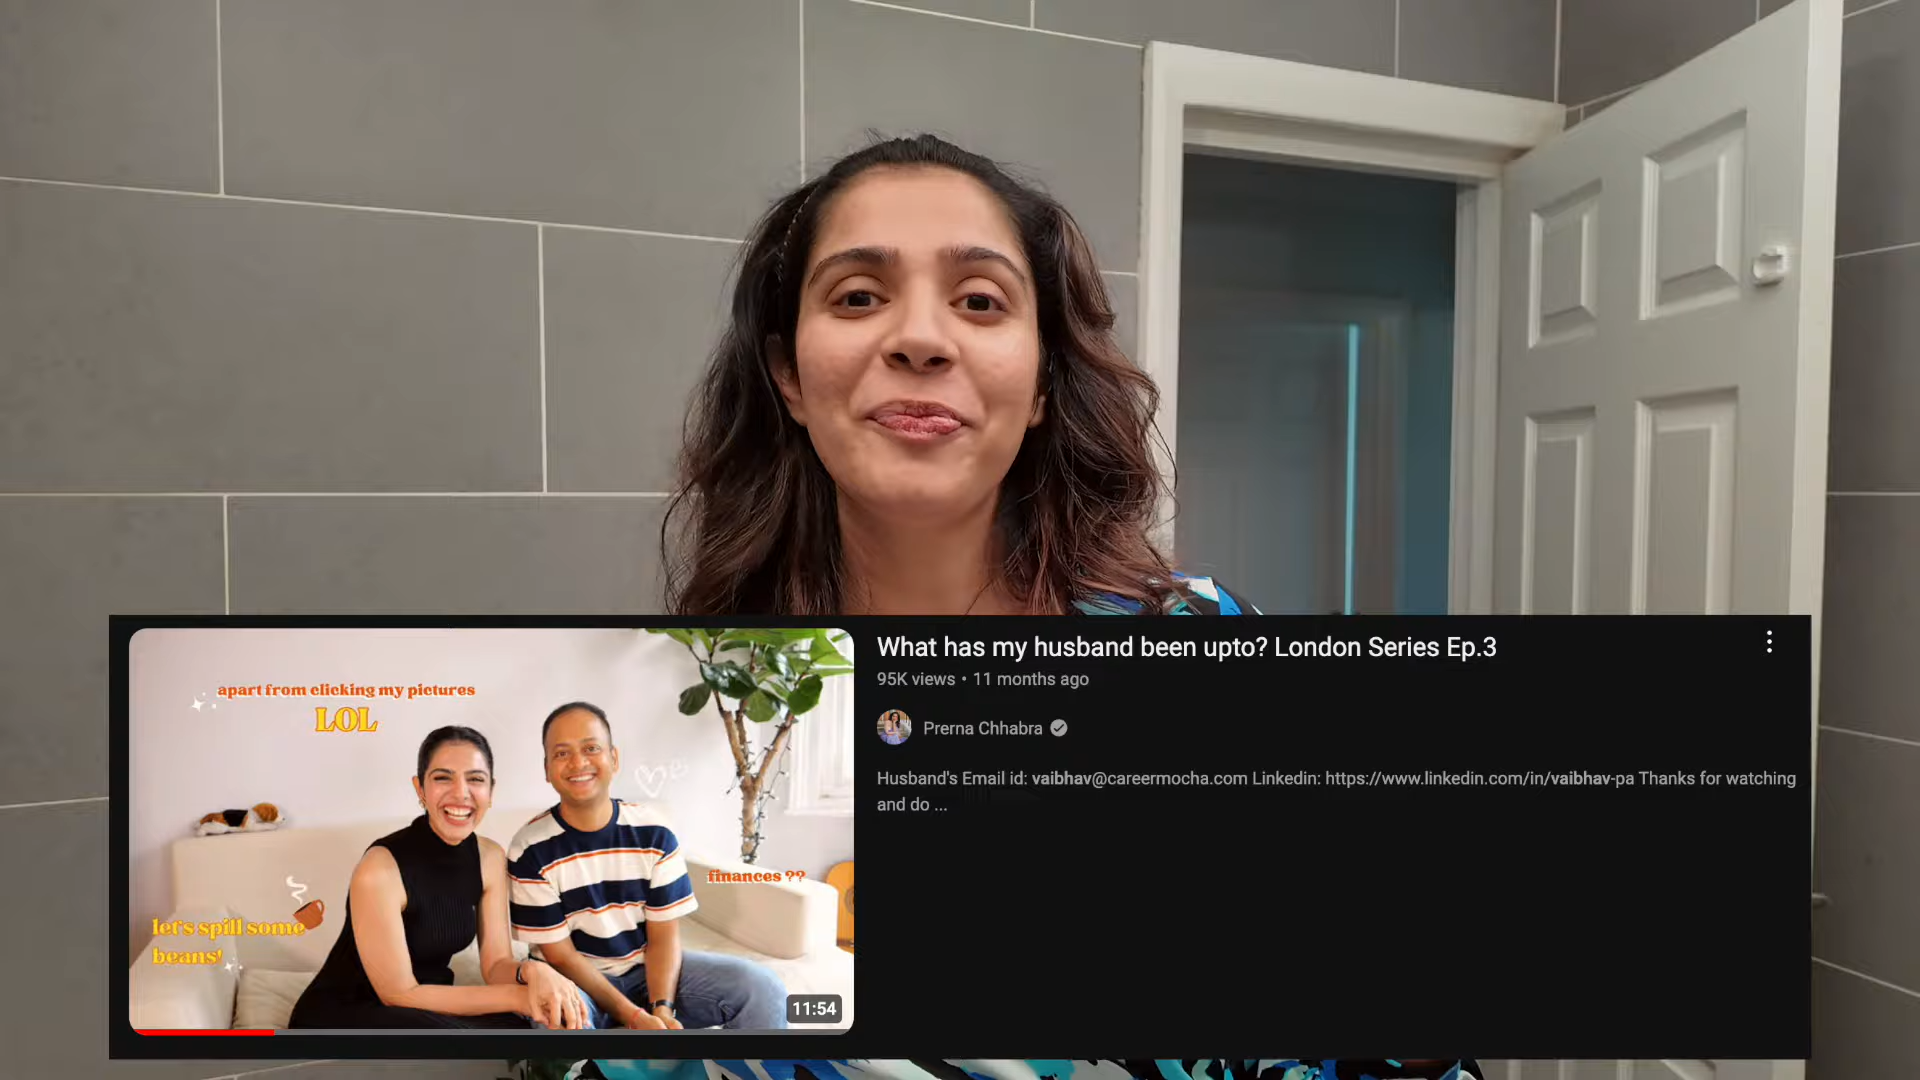 apart from clicking my pictures
LOL
let's spill some
beans!
finances ??
11:54
What has my husband been upto? London Series Ep.3
95K views • 11 months ago
Prerna Chhabra
Husband's Email id: vaibhav@careermocha.com Linkedin: https://www.linkedin.com/in/vaibhav-pa Thanks for watching
and do ...